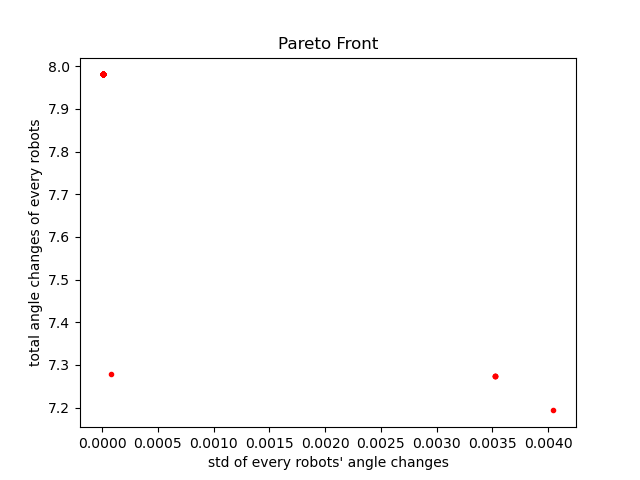 Pareto Front
total angle changes of every robots
8.0
7.9
7.8
7.7
7.6
7.5
7.4
7.3
7.2
0.0000 0.0005 0.0010 0.0015 0.0020 0.0025 0.0030 0.0035 0.0040
std of every robots' angle changes